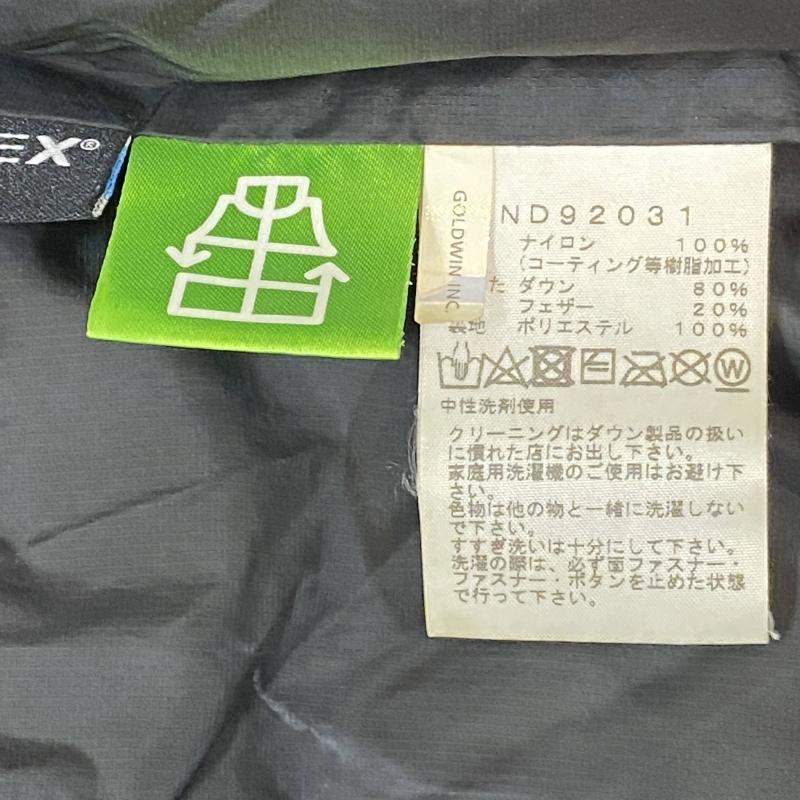 EX®
GOLDWIN INC.
ND92031
ナイロン 100%
(コーティング等樹脂加工)
た ダウン 80%
フェザー 20%
裏地 ポリエステル 100%
W
中性洗剤使用
クリーニングはダウン製品の扱い
に慣れた店にお出し下さい。
家庭用洗濯機のご使用はお避け下
さい。
色物は他の物と一緒に洗濯しない
で下さい。
すすぎ洗いは十分にして下さい。
洗濯の際は、必ず面ファスナー・
ファスナー・ボタンを止めた状態
で行って下さい。